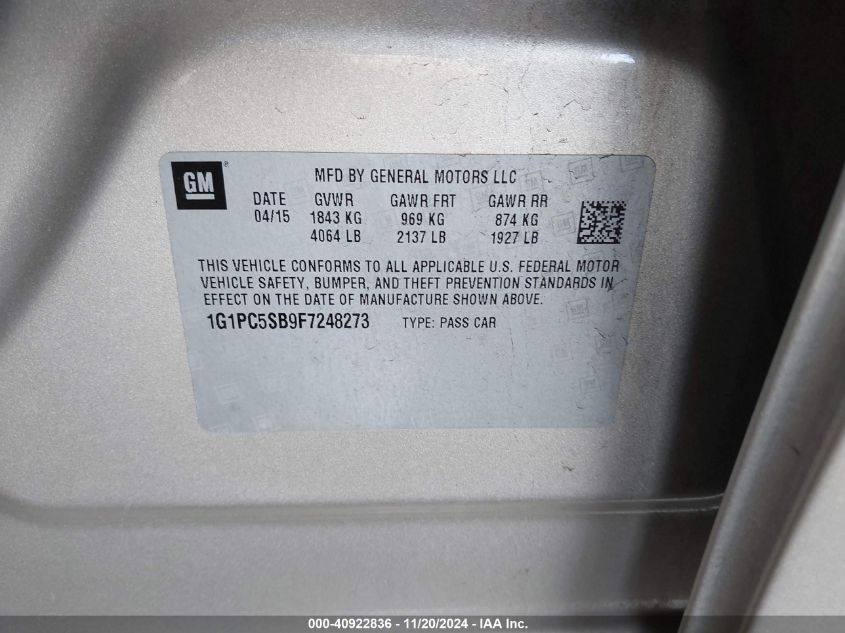 GM ®
MFD BY GENERAL MOTORS LLC
DATE GVWR GAWR FRT GAWR RR
04/15 1843 KG 969 KG 874 KG
4064 LB 2137 LB 1927 LB
THIS VEHICLE CONFORMS TO ALL APPLICABLE U.S. FEDERAL MOTOR
VEHICLE SAFETY, BUMPER, AND THEFT PREVENTION STANDARDS IN
EFFECT ON THE DATE OF MANUFACTURE SHOWN ABOVE.
1G1PC5SB9F7248273 TYPE: PASS CAR
000-40922836 - 11/20/2024 - IAA Inc.